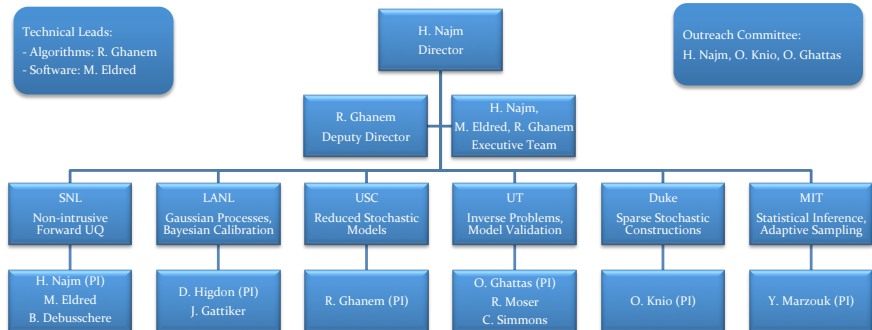 Technical Leads:
- Algorithms: R. Ghanem
- Software: M. Eldred
H. Najm
Director
Outreach Committee:
H. Najm, O. Knio, O. Ghattas
R. Ghanem
Deputy Director
H. Najm,
M. Eldred, R. Ghanem
Executive Team
SNL
Non-intrusive
Forward UQ
LANL
Gaussian Processes,
Bayesian Calibration
USC
Reduced Stochastic
Models
UT
Inverse Problems,
Model Validation
Duke
Sparse Stochastic
Constructions
MIT
Statistical Inference,
Adaptive Sampling
H. Najm (PI)
M. Eldred
B. Debusschere
D. Higdon (PI)
J. Gattiker
R. Ghanem (PI)
O. Ghattas (PI)
R. Moser
C. Simmons
O. Knio (PI)
Y. Marzouk (PI)